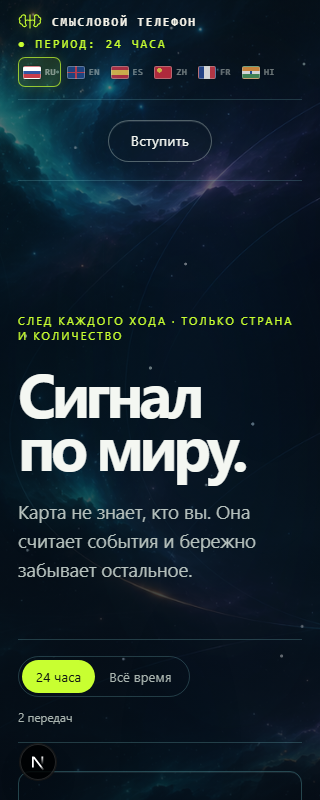 СМЫСЛОВОЙ ТЕЛЕФОН
ПЕРИОД: 24 ЧАСА
RU EN ES ZH FR HI
Вступить
СЛЕД КАЖДОГО ХОДА · ТОЛЬКО СТРАНА
И КОЛИЧЕСТВО
Сигнал
по миру.
Карта не знает, кто вы. Она
считает события и бережно
забывает остальное.
24 часа Всё время
2 передач
N